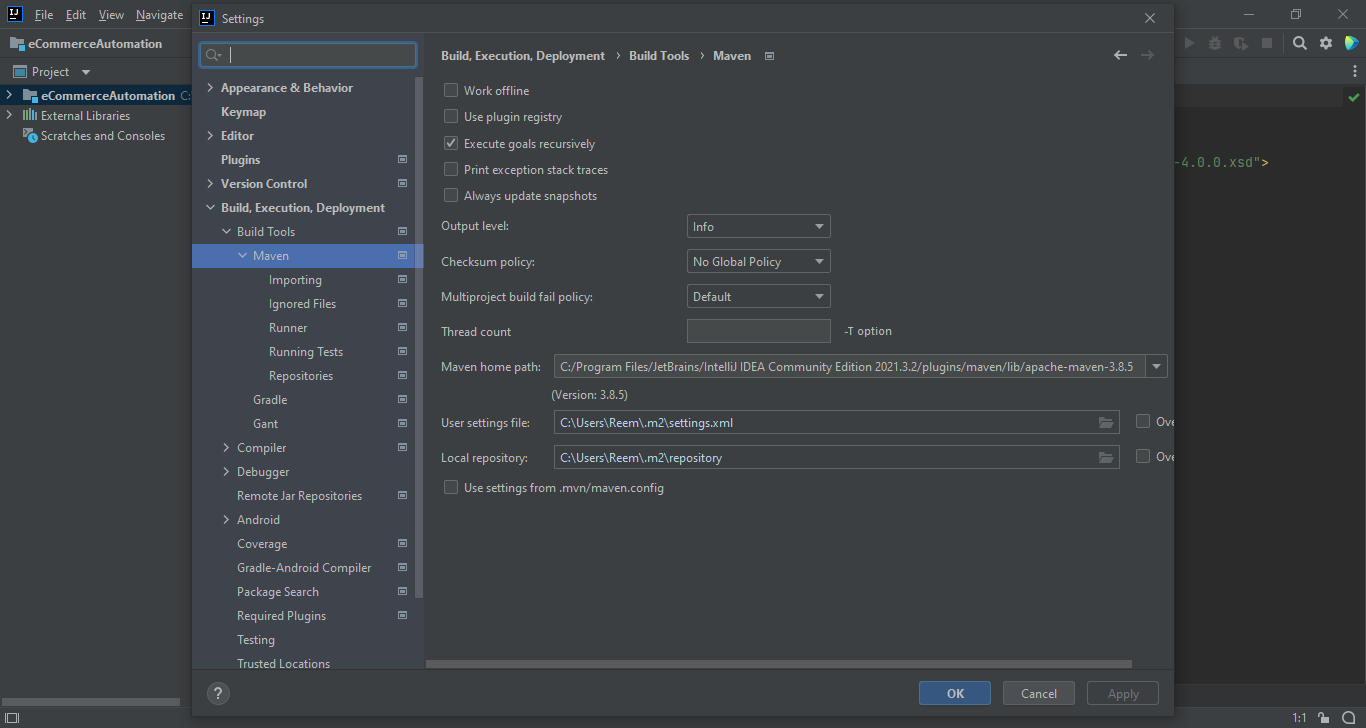 File Edit View Navigate
Settings
eCommerceAutomation
Project
eCommerceAutomation C:
External Libraries
Scratches and Consoles
Appearance & Behavior
Keymap
Editor
Plugins
Version Control
Build, Execution, Deployment
Build Tools
Maven
Importing
Ignored Files
Runner
Running Tests
Repositories
Gradle
Gant
Compiler
Debugger
Remote Jar Repositories
Android
Coverage
Gradle-Android Compiler
Package Search
Required Plugins
Testing
Trusted Locations
Build, Execution, Deployment › Build Tools › Maven
Work offline
Use plugin registry
Execute goals recursively
Print exception stack traces
Always update snapshots
Output level: Info
Checksum policy: No Global Policy
Multiproject build fail policy: Default
Thread count -T option
Maven home path: C:/Program Files/JetBrains/IntelliJ IDEA Community Edition 2021.3.2/plugins/maven/lib/apache-maven-3.8.5
(Version: 3.8.5)
User settings file: C:\Users\Reem\.m2\settings.xml Ove
Local repository: C:\Users\Reem\.m2\repository Ove
Use settings from .mvn/maven.config
-4.0.0.xsd">
? OK Cancel Apply
1:1